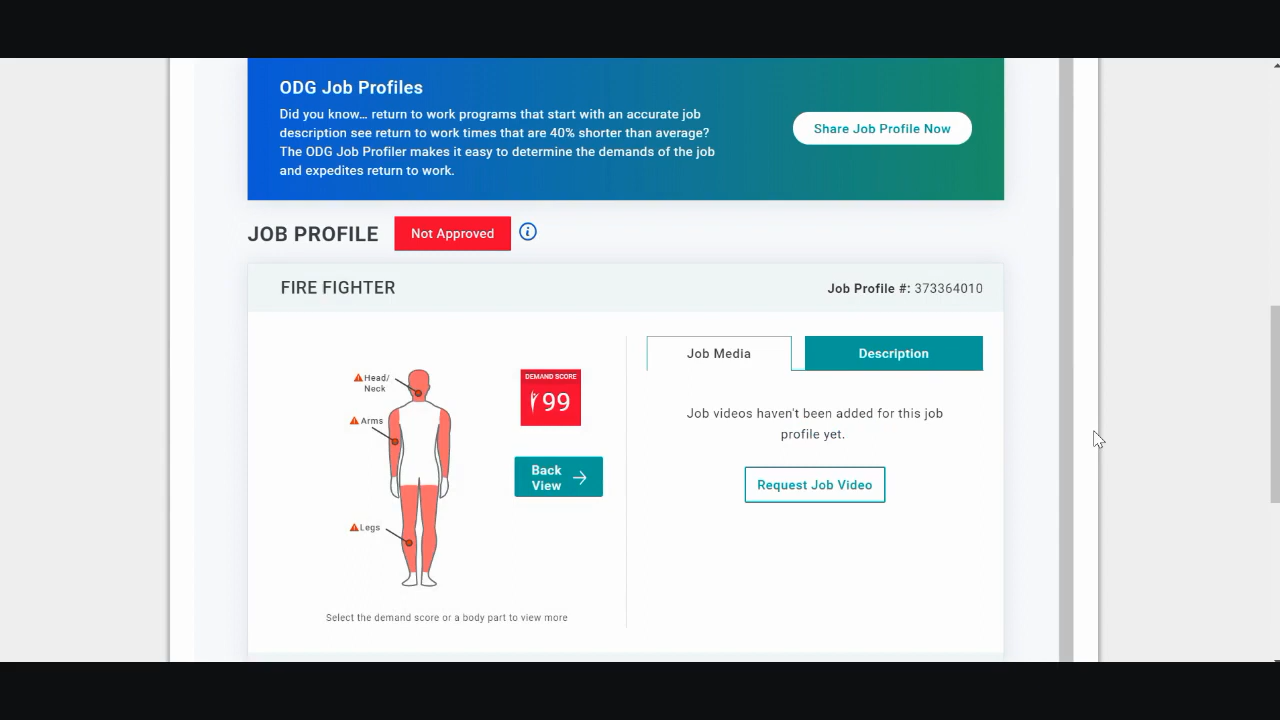 ODG Job Profiles
Did you know... return to work programs that start with an accurate job
description see return to work times that are 40% shorter than average?
The ODG Job Profiler makes it easy to determine the demands of the job
and expedites return to work.
Share Job Profile Now
JOB PROFILE
Not Approved
FIRE FIGHTER
Job Profile #: 373364010
Head/
Neck
Arms
Legs
DEMAND SCORE
99
Back
View
Select the demand score or a body part to view more
Job Media
Description
Job videos haven't been added for this job
profile yet.
Request Job Video